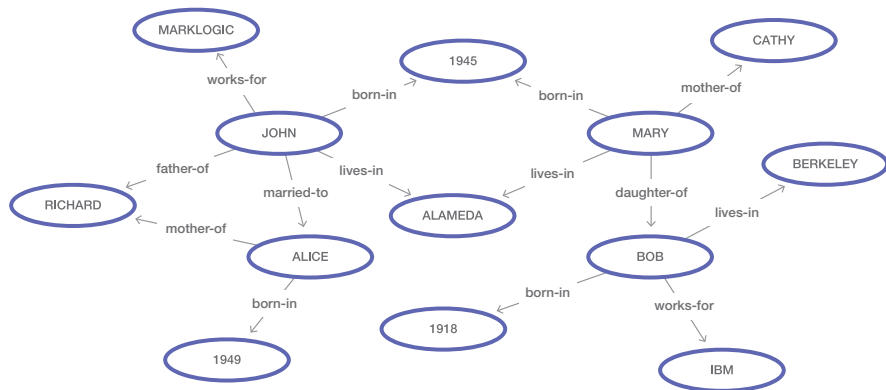 MARKLOGIC
CATHY
1945
works-for
mother-of
born-in
born-in
JOHN
MARY
father-of
lives-in
lives-in
BERKELEY
married-to
daughter-of
RICHARD
ALAMEDA
lives-in
mother-of
ALICE
BOB
born-in
born-in
works-for
1918
1949
IBM